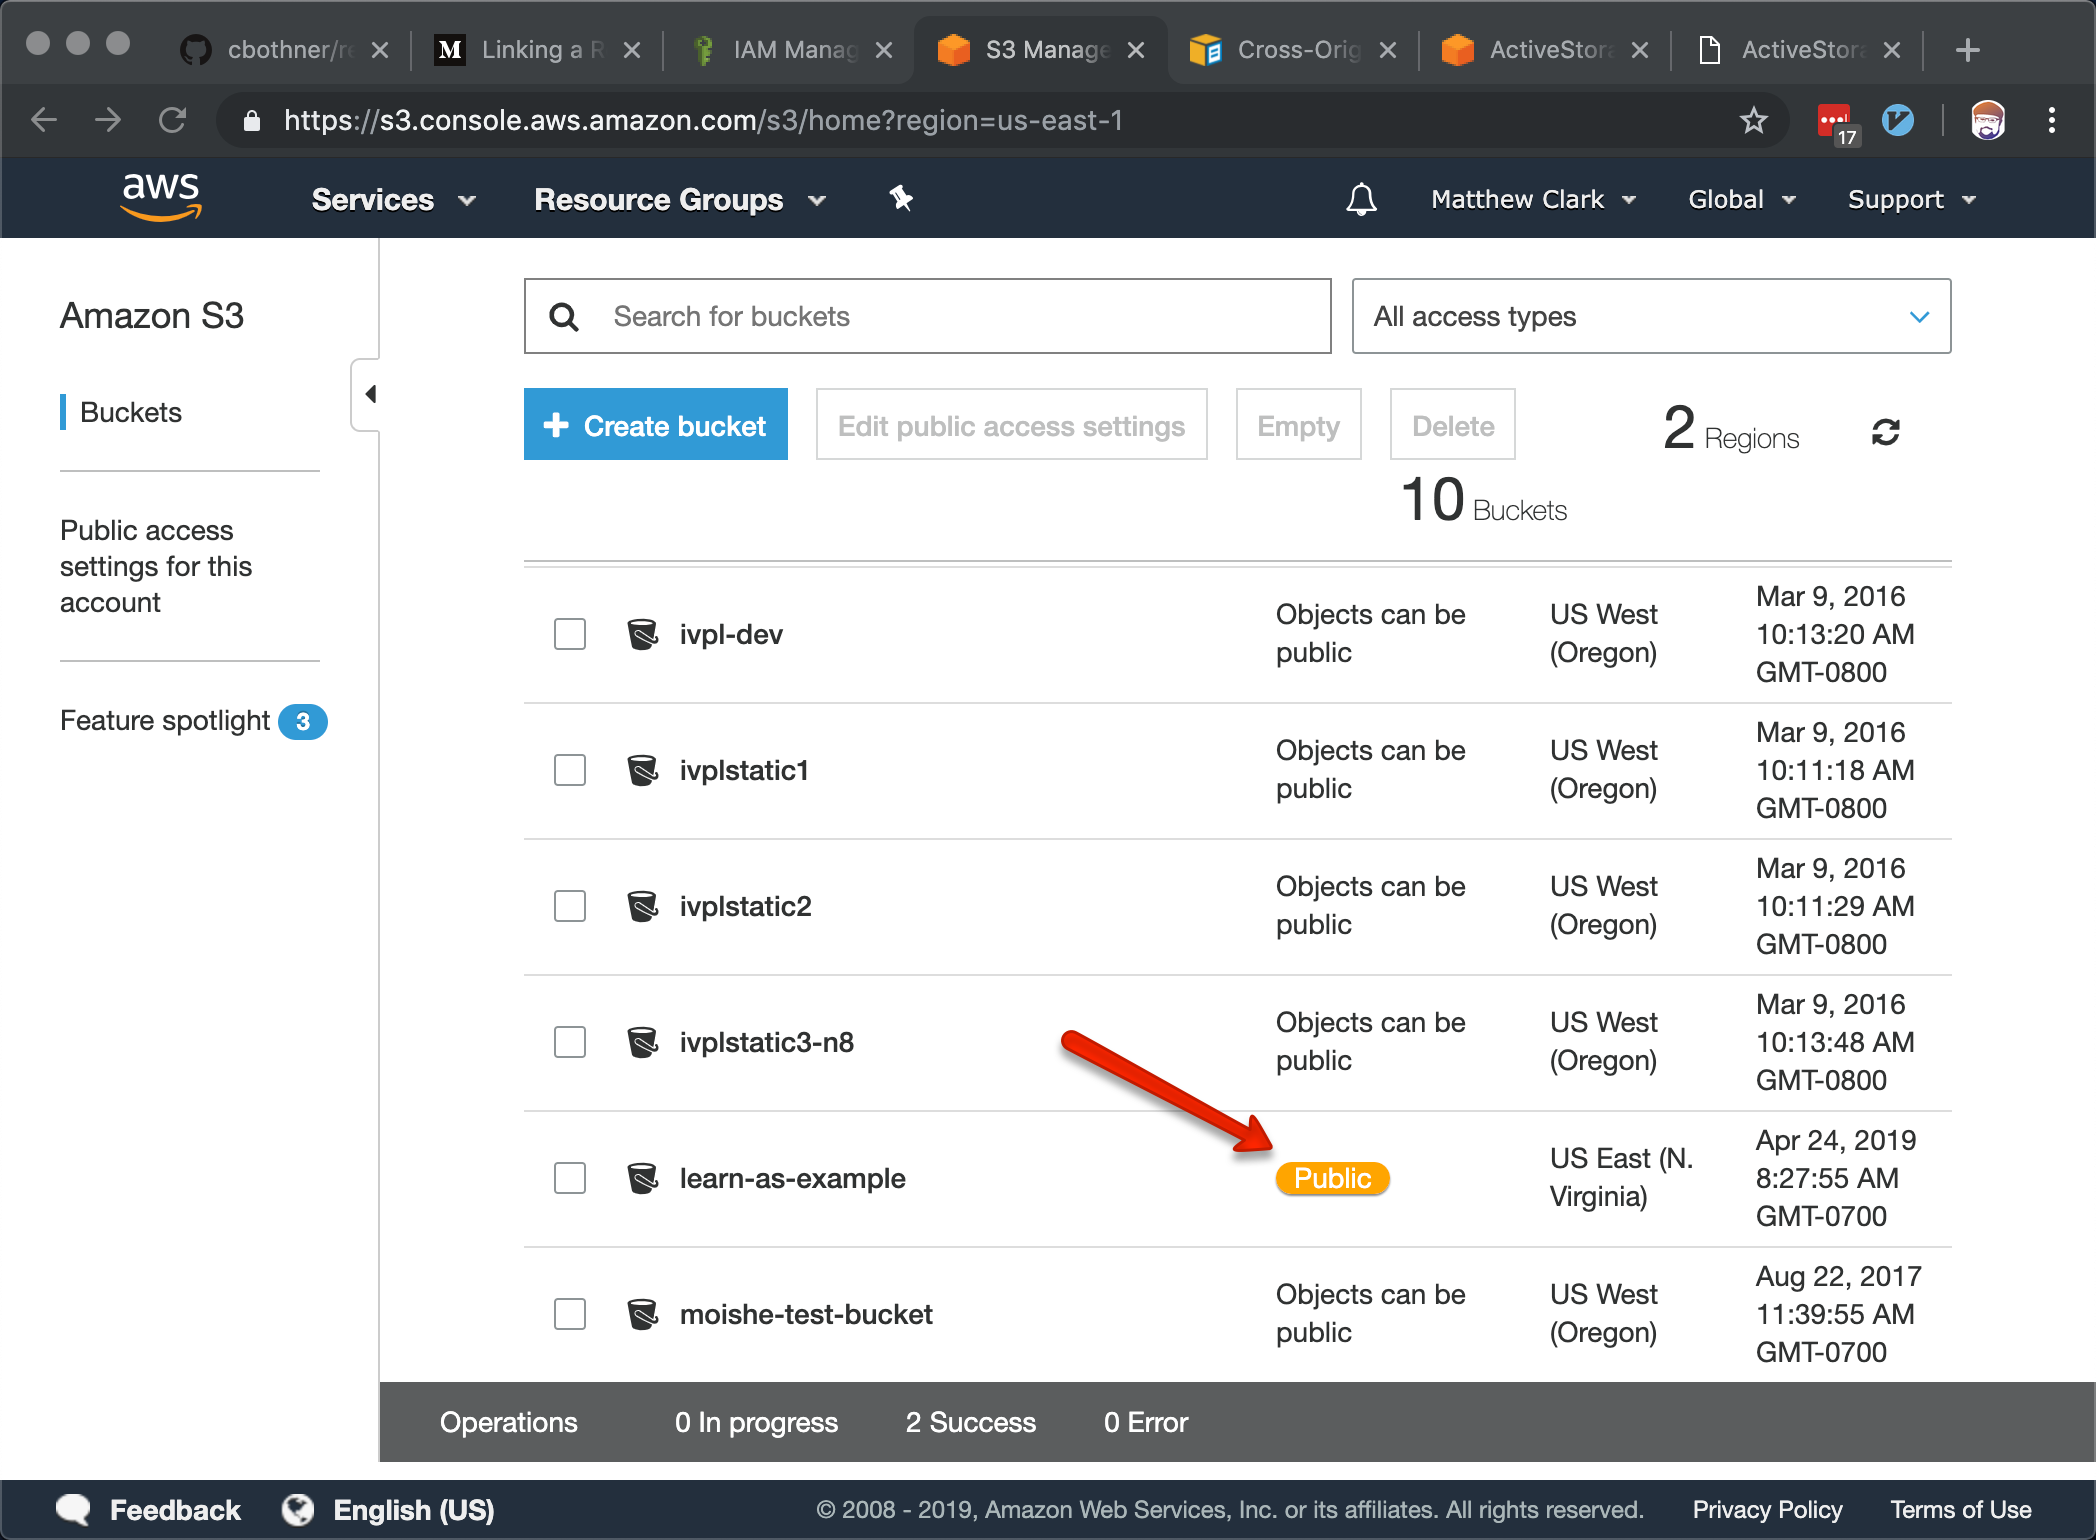 cbothner/re
M Linking a R
IAM Manag
S3 Manage
Cross-Orig
ActiveStora
ActiveStora
https://s3.console.aws.amazon.com/s3/home?region=us-east-1
17
aws
Services
Resource Groups
Matthew Clark
Global
Support
Amazon S3
Buckets
Public access
settings for this
account
Feature spotlight 3
Search for buckets
All access types
Create bucket
Edit public access settings
Empty
Delete
2 Regions
10 Buckets
ivpl-dev
Objects can be
public
US West
(Oregon)
Mar 9, 2016
10:13:20 AM
GMT-0800
ivplstatic1
Objects can be
public
US West
(Oregon)
Mar 9, 2016
10:11:18 AM
GMT-0800
ivplstatic2
Objects can be
public
US West
(Oregon)
Mar 9, 2016
10:11:29 AM
GMT-0800
ivplstatic3-n8
Objects can be
public
US West
(Oregon)
Mar 9, 2016
10:13:48 AM
GMT-0800
learn-as-example
Public
US East (N.
Virginia)
Apr 24, 2019
8:27:55 AM
GMT-0700
moishe-test-bucket
Objects can be
public
US West
(Oregon)
Aug 22, 2017
11:39:55 AM
GMT-0700
Operations
0 In progress
2 Success
0 Error
Feedback
English (US)
© 2008 - 2019, Amazon Web Services, Inc. or its affiliates. All rights reserved.
Privacy Policy
Terms of Use